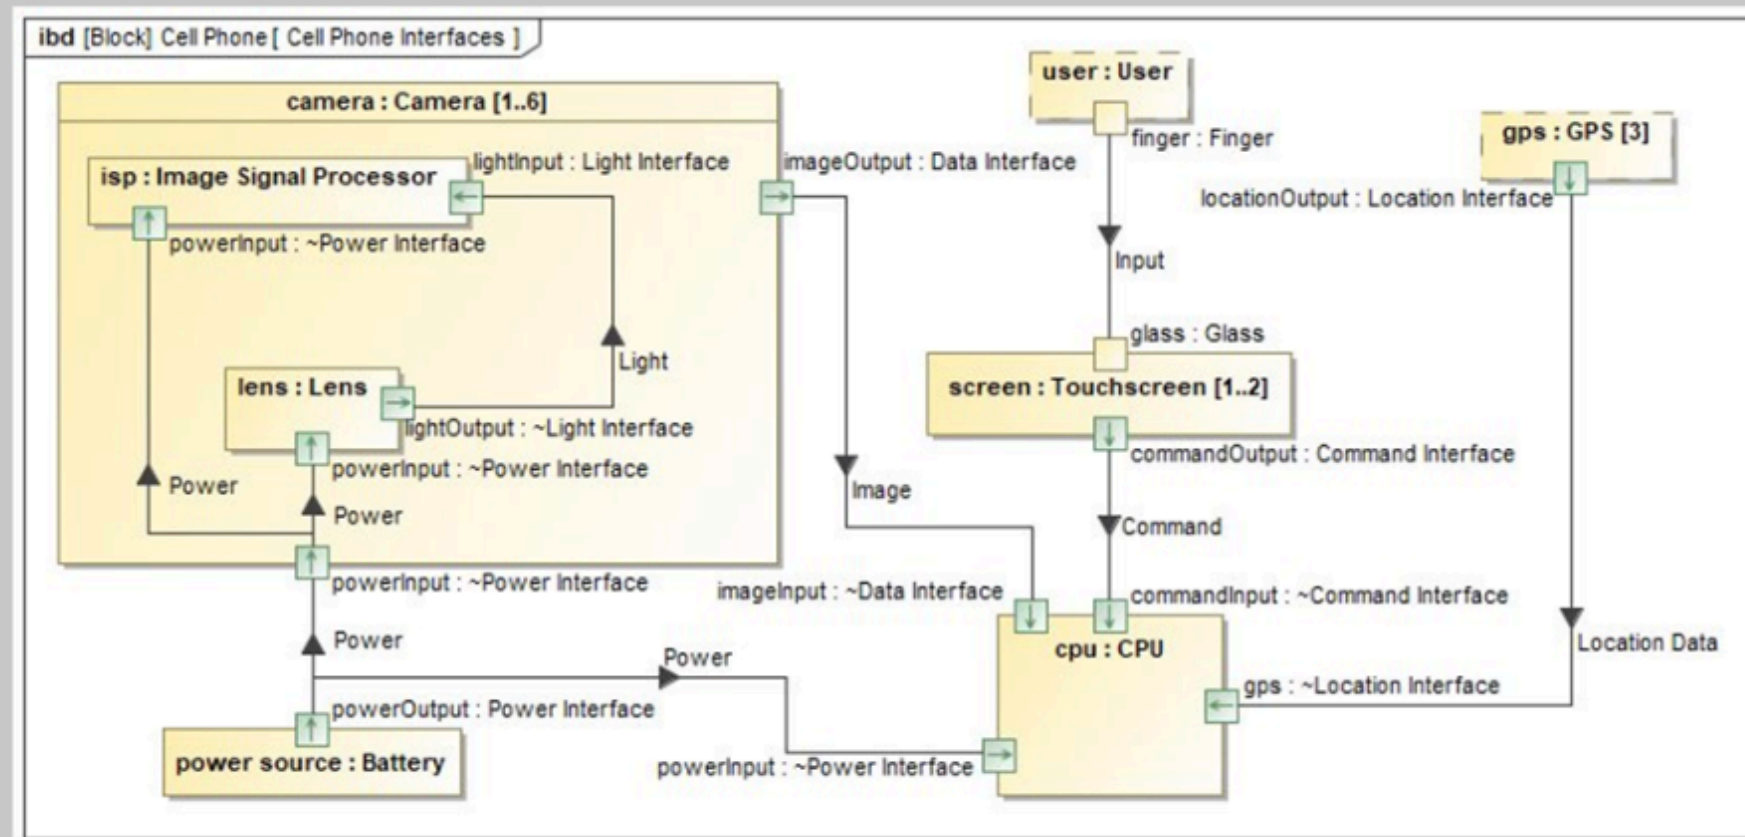 ibd [Block] Cell Phone [ Cell Phone Interfaces ]
camera : Camera [1..6]
isp : Image Signal Processor
lightInput : Light Interface
powerInput : ~Power Interface
Light
lens : Lens
lightOutput : ~Light Interface
powerInput : ~Power Interface
Power
Power
powerInput : ~Power Interface
Power
Power
powerOutput : Power Interface
power source : Battery
powerInput : ~Power Interface
imageOutput : Data Interface
Image
imageInput : ~Data Interface
user : User
finger : Finger
Input
glass : Glass
screen : Touchscreen [1..2]
commandOutput : Command Interface
Command
commandInput : ~Command Interface
cpu : CPU
gps : GPS [3]
locationOutput : Location Interface
Location Data
gps : ~Location Interface